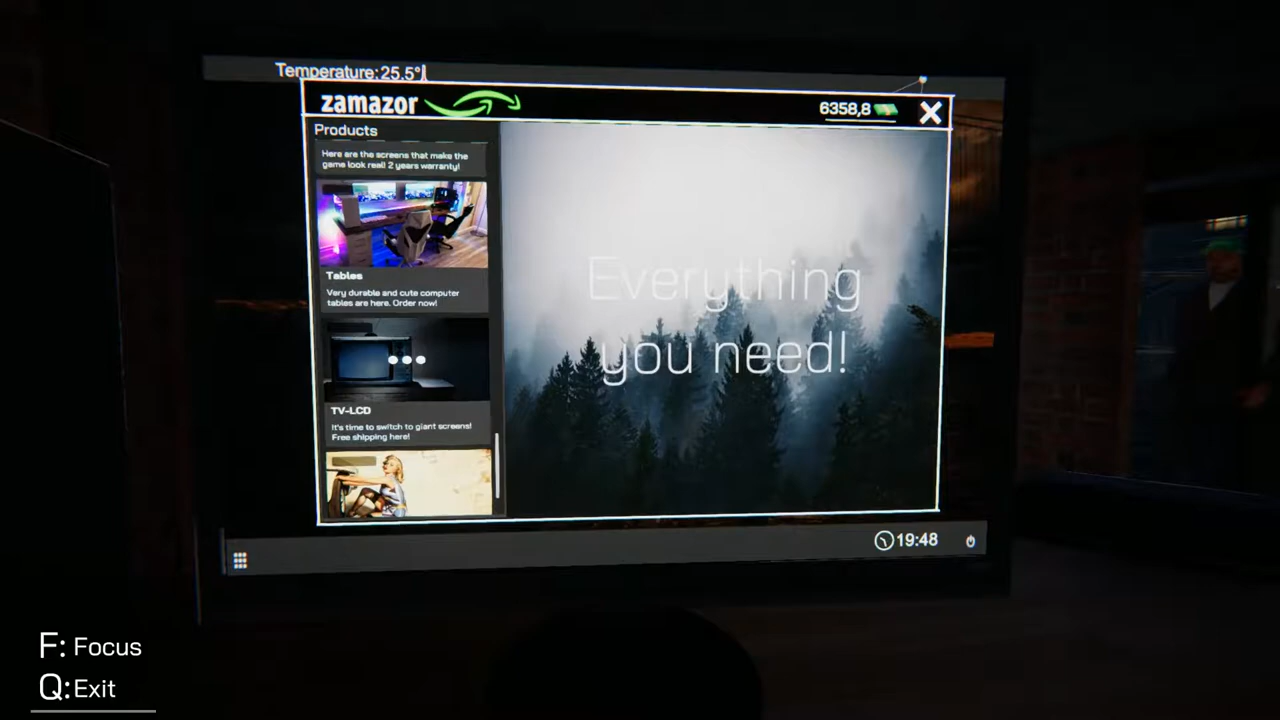 Temperature: 25.5°
zamazor
6358,8
Products
Here are the screens that make the
game look real! 2 years warranty!
Tables
Very durable and cute computer
tables are here. Order now!
TV-LCD
It's time to switch to giant screens!
Free shipping here!
Everything
you need!
19:48
F: Focus
Q:Exit